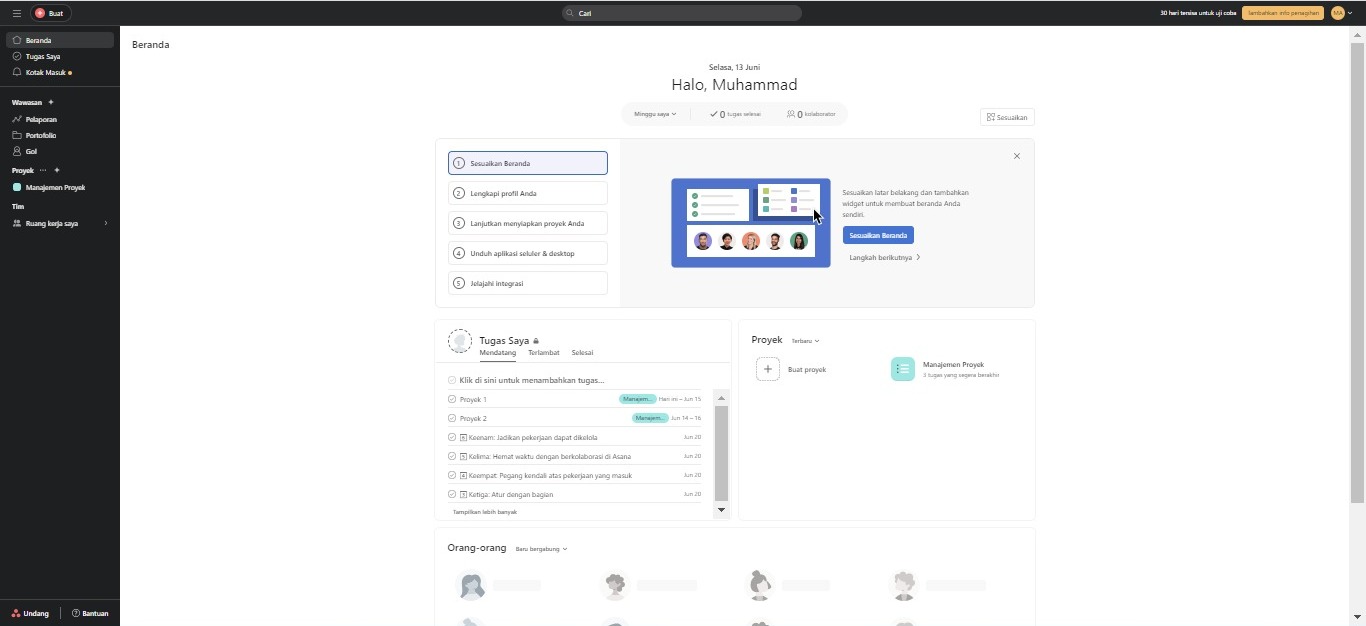 Buat
Cari
30 hari tersisa untuk uji coba
Tambahkan info penagihan
MA
Beranda
Tugas Saya
Kotak Masuk
Wawasan
Pelaporan
Portofolio
Gol
Proyek
Manajemen Proyek
Tim
Ruang kerja saya
Undang
Bantuan
Beranda
Selasa, 13 Juni
Halo, Muhammad
Minggu saya
0 tugas selesai
0 kolaborator
Sesuaikan
1 Sesuaikan Beranda
2 Lengkapi profil Anda
3 Lanjutkan menyiapkan proyek Anda
4 Unduh aplikasi seluler & desktop
5 Jelajahi integrasi
Sesuaikan latar belakang dan tambahkan
widget untuk membuat beranda Anda
sendiri.
Sesuaikan Beranda
Langkah berikutnya
Tugas Saya
Mendatang Terlambat Selesai
Klik di sini untuk menambahkan tugas...
Proyek 1 Manajem... Hari ini – Jun 15
Proyek 2 Manajem... Jun 14 – 16
6 Keenam: Jadikan pekerjaan dapat dikelola Jun 20
5 Kelima: Hemat waktu dengan berkolaborasi di Asana Jun 20
4 Keempat: Pegang kendali atas pekerjaan yang masuk Jun 20
3 Ketiga: Atur dengan bagian Jun 20
Tampilkan lebih banyak
Proyek Terbaru
Buat proyek
Manajemen Proyek
3 tugas yang segera berakhir
Orang-orang Baru bergabung